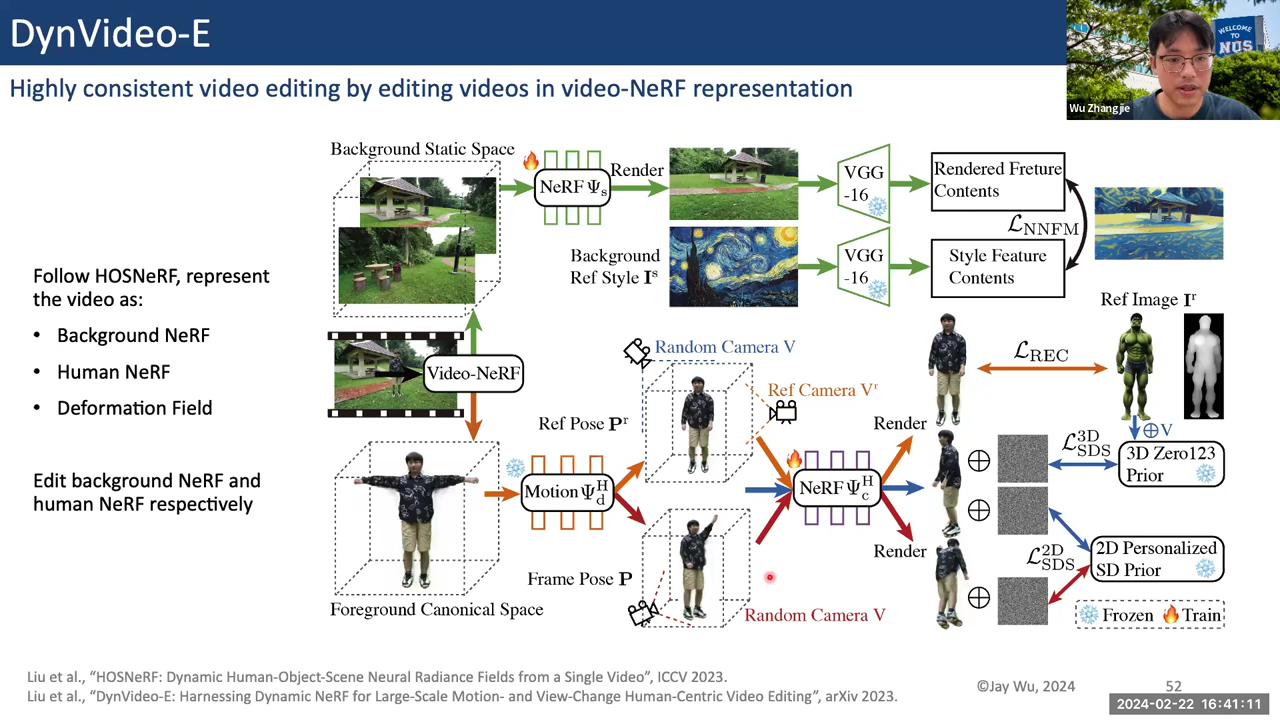 DynVideo-E
WELCOME
TO
NUS
Wu Zhangjie
Highly consistent video editing by editing videos in video-NeRF representation
Follow HOSNeRF, represent
the video as:
• Background NeRF
• Human NeRF
• Deformation Field
Edit background NeRF and
human NeRF respectively
Background Static Space
NeRF Ψs
Render
VGG
-16
Rendered Freture
Contents
ℒNNFM
Background
Ref Style Iˢ
VGG
-16
Style Feature
Contents
Video-NeRF
Random Camera V
Ref Camera Vʳ
Ref Pose Pʳ
Ref Image Iʳ
ℒREC
Render
⊕V
Motion Ψdᴴ
NeRF Ψcᴴ
ℒSDS3D
3D Zero123
Prior
Render
Frame Pose P
ℒSDS2D
2D Personalized
SD Prior
Foreground Canonical Space
Random Camera V
Frozen Train
Liu et al., “HOSNeRF: Dynamic Human-Object-Scene Neural Radiance Fields from a Single Video”, ICCV 2023.
Liu et al., “DynVideo-E: Harnessing Dynamic NeRF for Large-Scale Motion- and View-Change Human-Centric Video Editing”, arXiv 2023.
©Jay Wu, 2024
52
2024-02-22 16:41:11